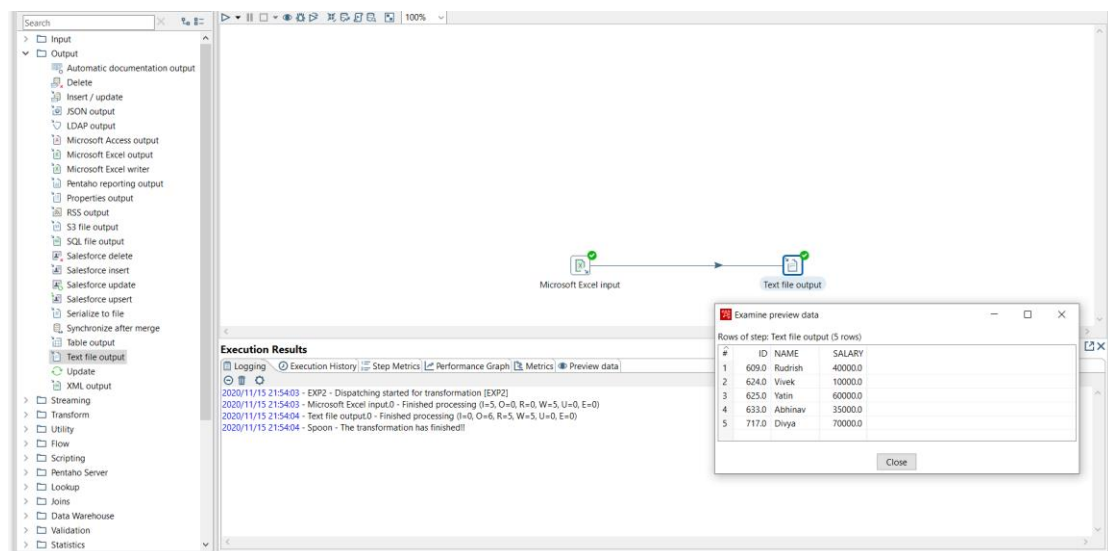 Search
100%
Input
Output
Automatic documentation output
Delete
Insert / update
JSON output
LDAP output
Microsoft Access output
Microsoft Excel output
Microsoft Excel writer
Pentaho reporting output
Properties output
RSS output
S3 file output
SQL file output
Salesforce delete
Salesforce insert
Salesforce update
Salesforce upsert
Serialize to file
Synchronize after merge
Table output
Text file output
Update
XML output
Streaming
Transform
Utility
Flow
Scripting
Pentaho Server
Lookup
Joins
Data Warehouse
Validation
Statistics
Microsoft Excel input
Text file output
Execution Results
Logging Execution History Step Metrics Performance Graph Metrics Preview data
2020/11/15 21:54:03 - EXP2 - Dispatching started for transformation [EXP2]
2020/11/15 21:54:03 - Microsoft Excel input.0 - Finished processing (I=5, O=0, R=0, W=5, U=0, E=0)
2020/11/15 21:54:04 - Text file output.0 - Finished processing (I=0, O=6, R=5, W=5, U=0, E=0)
2020/11/15 21:54:04 - Spoon - The transformation has finished!!
Examine preview data
Rows of step: Text file output (5 rows)
# ID NAME SALARY
1 609.0 Rudrish 40000.0
2 624.0 Vivek 10000.0
3 625.0 Yatin 60000.0
4 633.0 Abhinav 35000.0
5 717.0 Divya 70000.0
Close